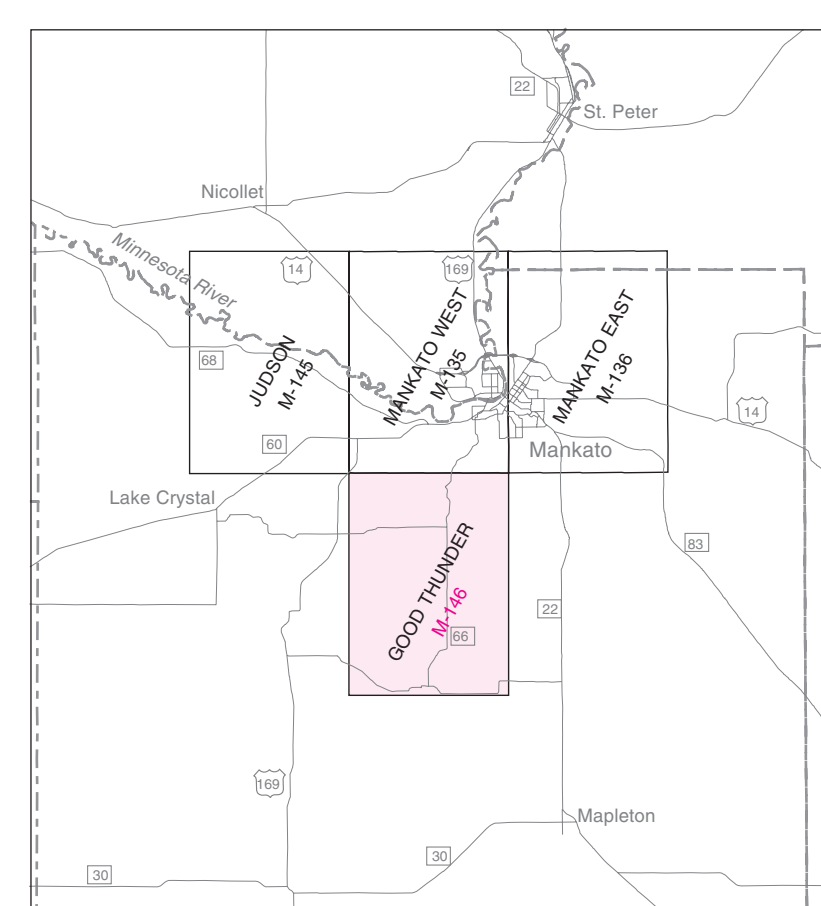 22
St. Peter
Nicollet
Minnesota River
14
169
MANKATO WEST
M-135
MANKATO EAST
M-136
JUDSON
M-145
68
14
60
Mankato
Lake Crystal
83
GOOD THUNDER
M-146
22
66
169
Mapleton
30
30